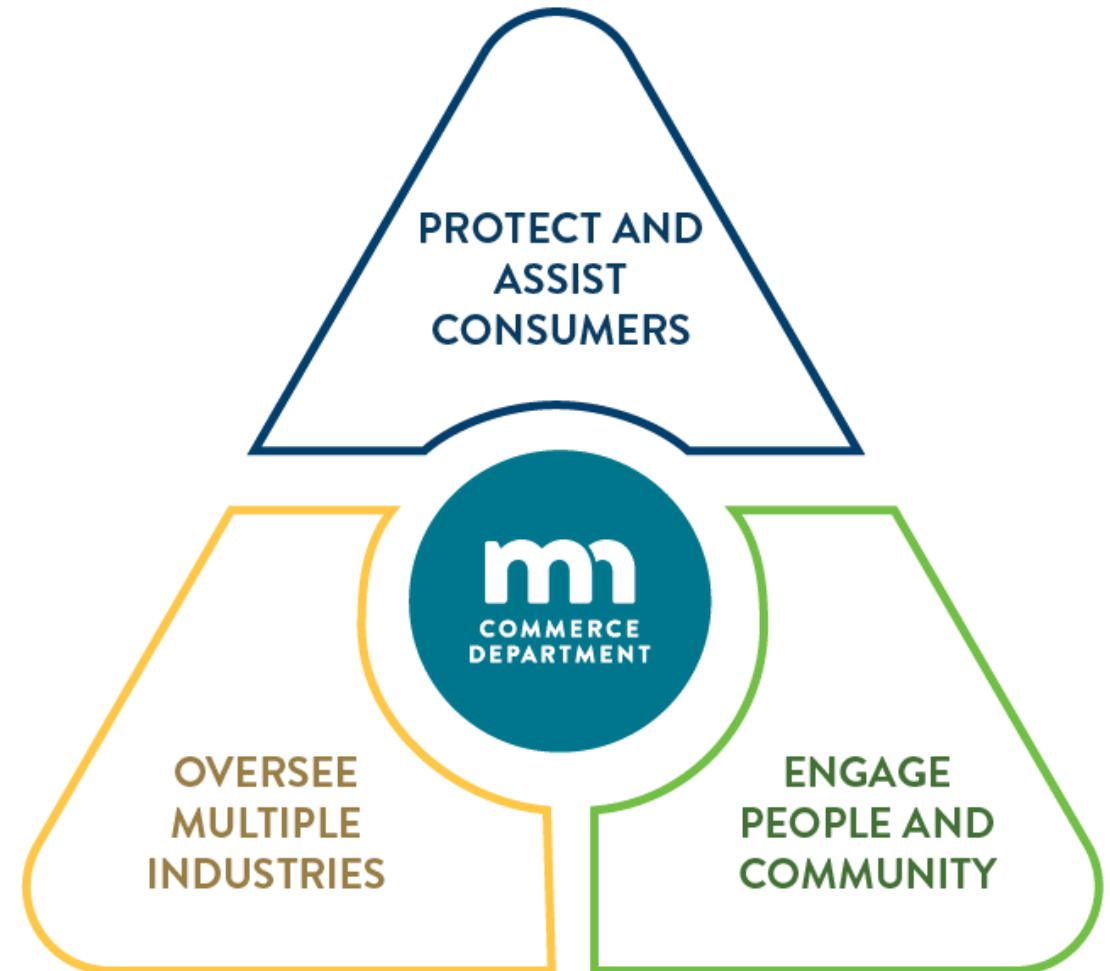 PROTECT AND
ASSIST
CONSUMERS
mn
COMMERCE
DEPARTMENT
OVERSEE
MULTIPLE
INDUSTRIES
ENGAGE
PEOPLE AND
COMMUNITY